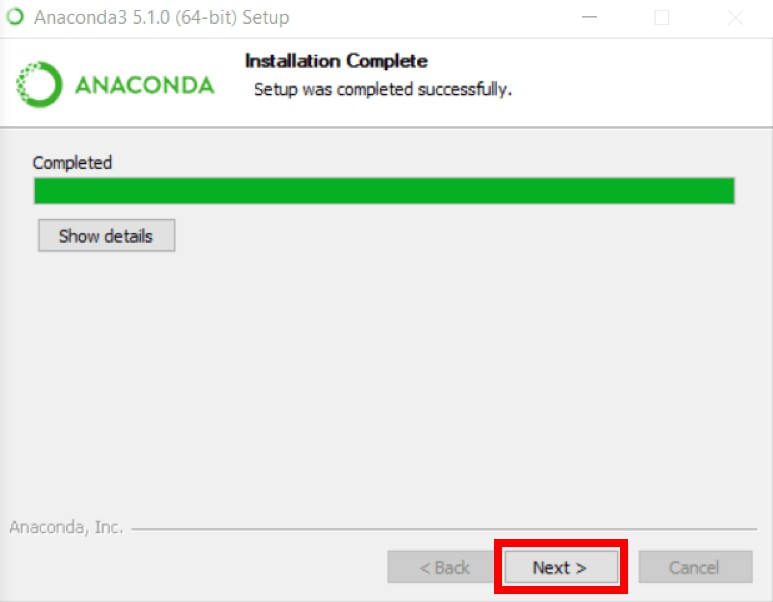 Anaconda3 5.1.0 (64-bit) Setup
ANACONDA
Installation Complete
Setup was completed successfully.
Completed
Show details
Anaconda, Inc.
< Back
Next >
Cancel